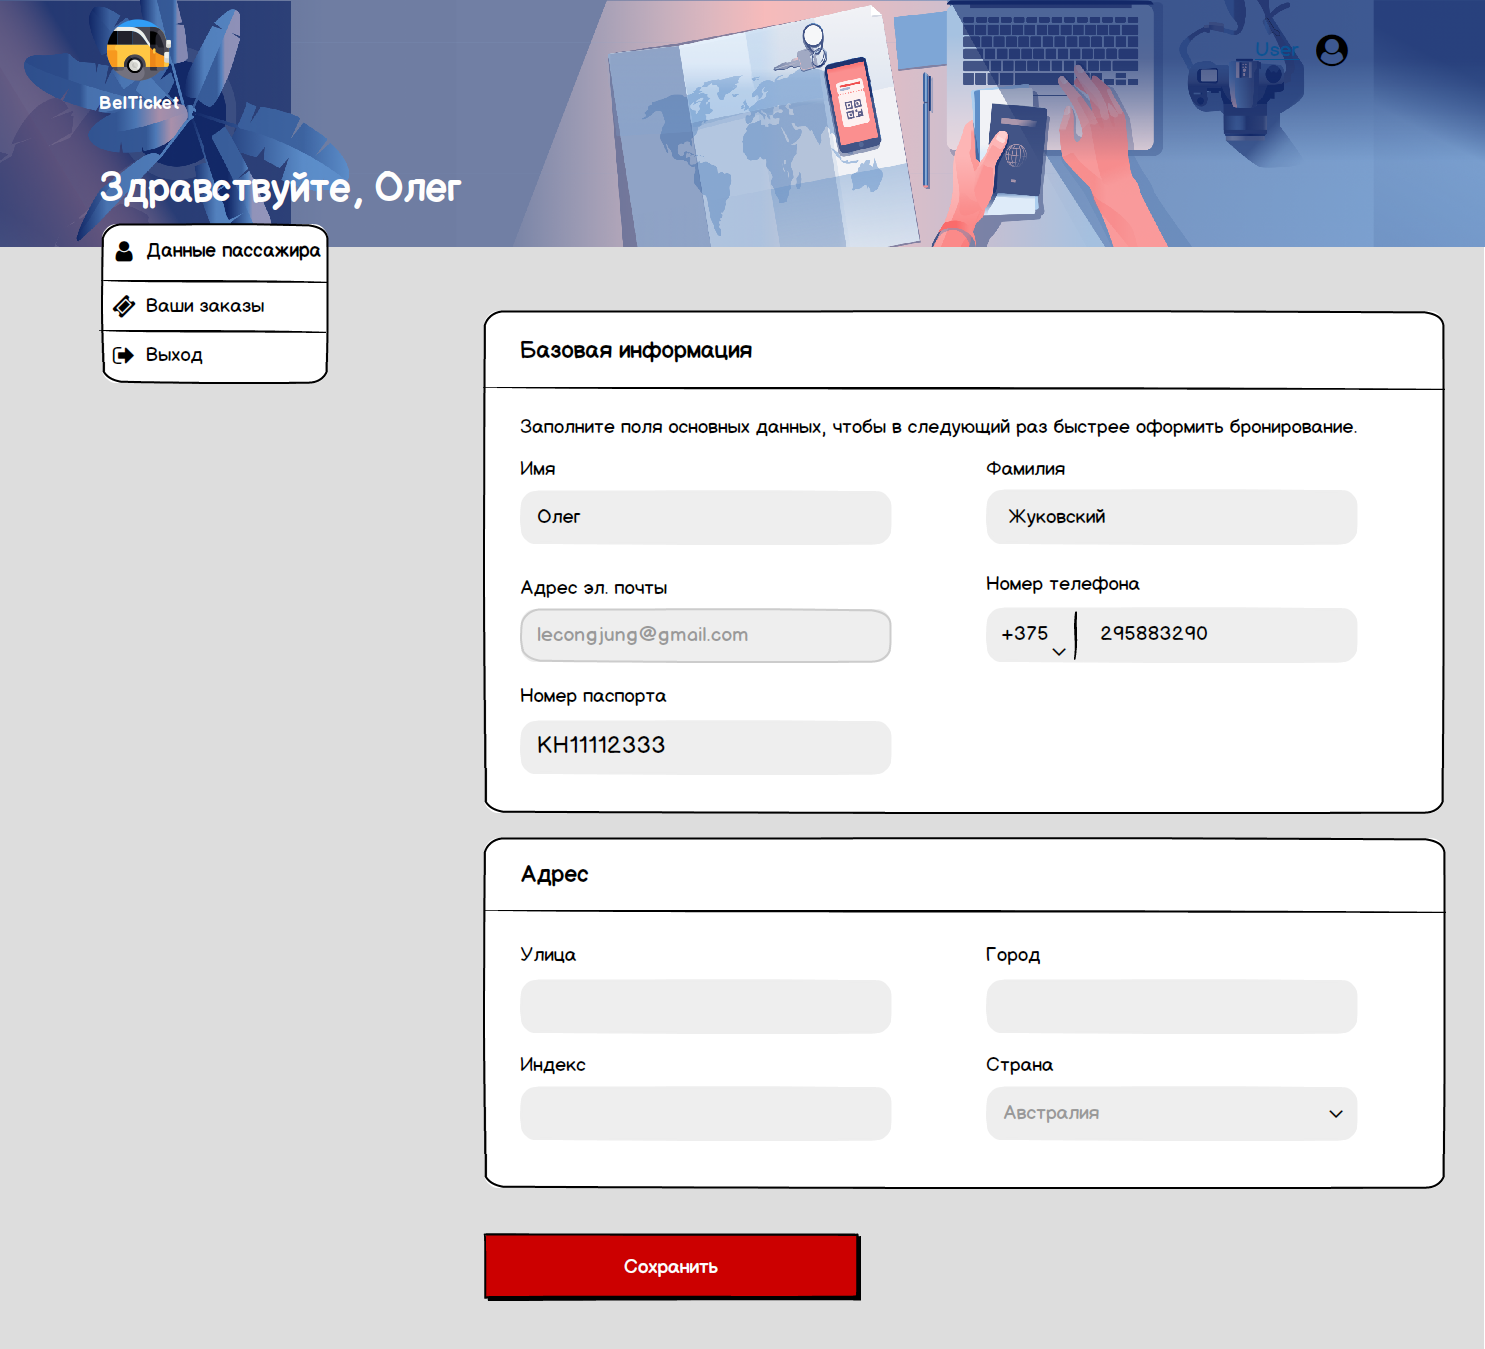 User
BelTicket
Здравствуйте, Олег
Данные пассажира
Ваши заказы
Выход
Базовая информация
Заполните поля основных данных, чтобы в следующий раз быстрее оформить бронирование.
Имя
Фамилия
Олег
Жуковский
Адрес эл. почты
Номер телефона
lecongjung@gmail.com
+375
295883290
Номер паспорта
KH11112333
Адрес
Улица
Город
Индекс
Страна
Австралия
Сохранить